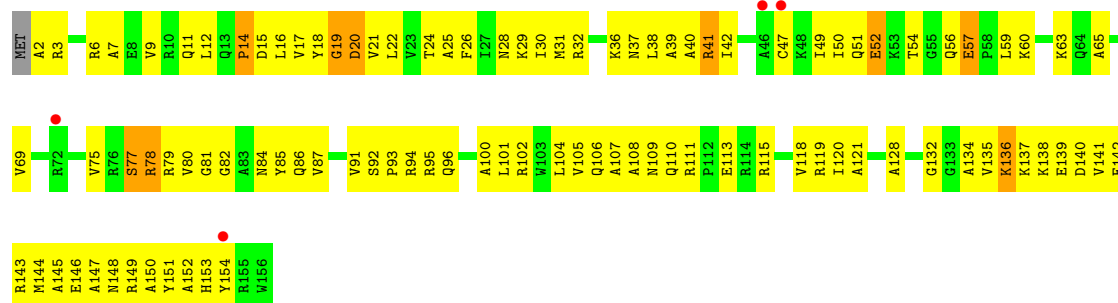 MET A2 R3 R6 A7 E8 V9 R10 Q11 L12 Q13 P14 D15 L16 V17 Y18 G19 D20 V21 L22 V23 T24 A25 F26 I27 N28 K29 I30 M31 R32 K36 N37 L38 A39 A40 R41 I42 A46 C47 K48 I49 I50 Q51 E52 K53 T54 G55 Q56 E57 P58 L59 K60 K63 Q64 A65
V69 R72 V75 R76 S77 R78 R79 V80 G81 G82 A83 N84 Y85 Q86 V87 V91 S92 P93 R94 R95 Q96 A100 L101 R102 W103 L104 V105 Q106 A107 A108 N109 Q110 R111 P112 E113 R114 R115 V118 R119 I120 A121 A128 G132 G133 A134 V135 K136 K137 K138 E139 D140 V141
R143 M144 A145 E146 A147 N148 R149 A150 Y151 A152 H153 Y154 R155 W156